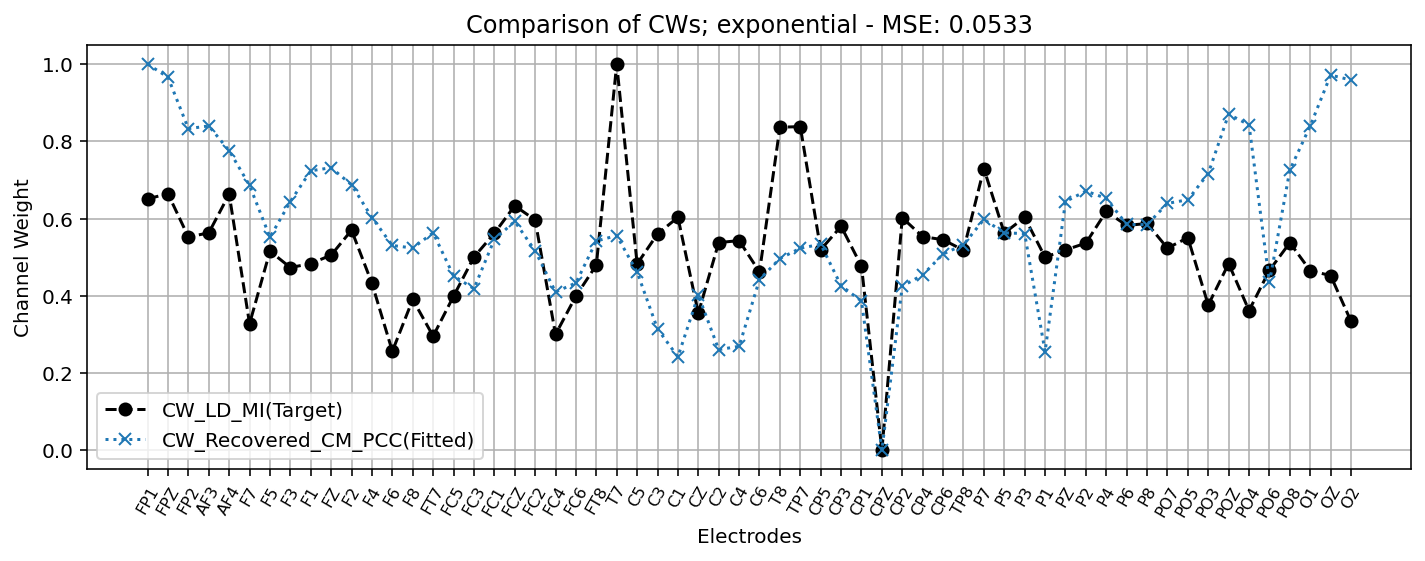 Comparison of CWs; exponential - MSE: 0.0533
Channel Weight
1.0
0.8
0.6
0.4
0.2
0.0
CW_LD_MI(Target)
CW_Recovered_CM_PCC(Fitted)
FP1 FPZ FP2 AF3 AF4 F7 F5 F3 F1 FZ F2 F4 F6 F8 FT7 FC5 FC3 FC1 FCZ FC2 FC4 FC6 FT8 T7 C5 C3 C1 CZ C2 C4 C6 T8 TP7 CP5 CP3 CP1 CPZ CP2 CP4 CP6 TP8 P7 P5 P3 P1 PZ P2 P4 P6 P8 PO7 PO5 PO3 POZ PO4 PO6 PO8 O1 OZ O2
Electrodes